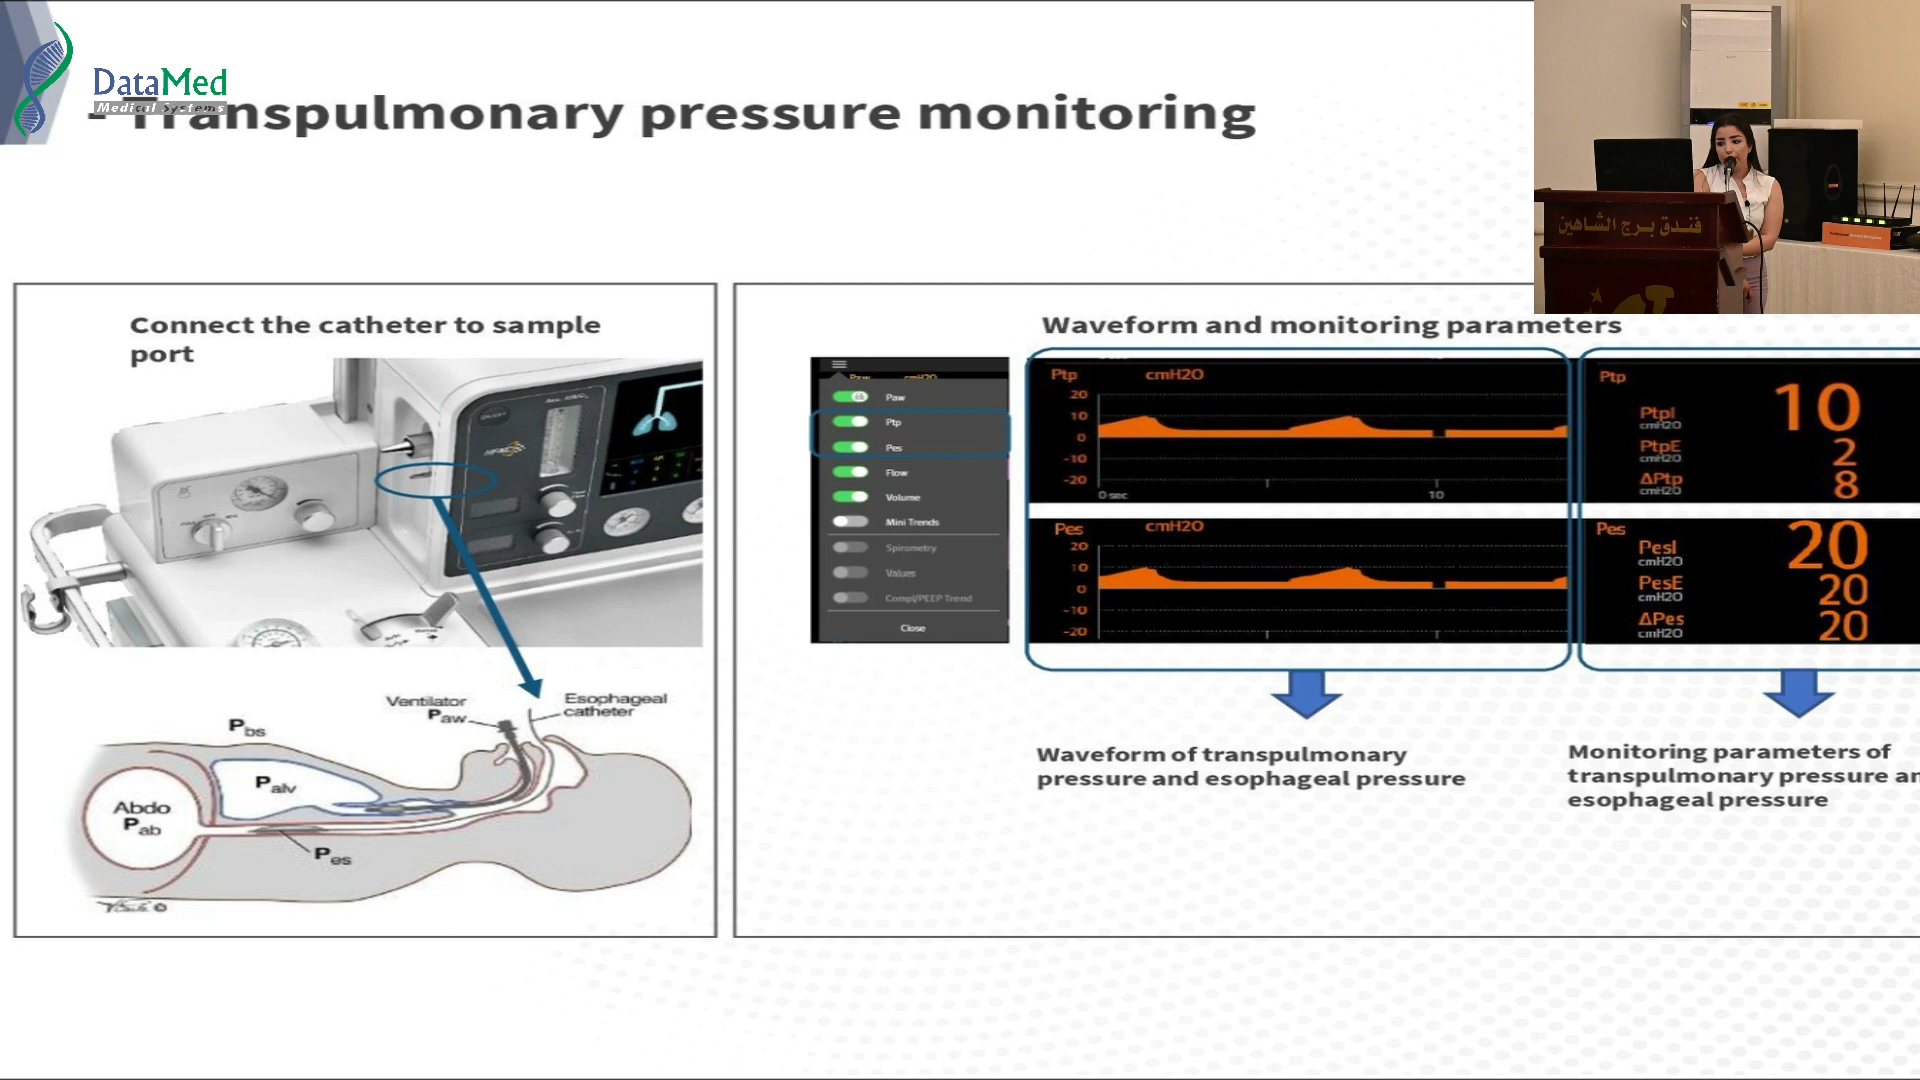 DataMed
Medical Systems
- Transpulmonary pressure monitoring
فندق برج الشاهين
Connect the catheter to sample
port
Waveform and monitoring parameters
Paw cmH2O
Paw
Ptp
Pes
Flow
Volume
Mini Trends
Spirometry
Values
Compl/PEEP Trend
Close
Ptp cmH2O
20
10
0
-10
-20
0 sec 10
Pes cmH2O
20
10
0
-10
-20
Ptp
PtpI 10
cmH2O
PtpE 2
cmH2O
ΔPtp 8
cmH2O
Pes
PesI 20
cmH2O
PesE 20
cmH2O
ΔPes 20
cmH2O
Ventilator
Paw
Esophageal
catheter
Pbs
Palv
Abdo
Pab
Pes
Waveform of transpulmonary
pressure and esophageal pressure
Monitoring parameters of
transpulmonary pressure an
esophageal pressure